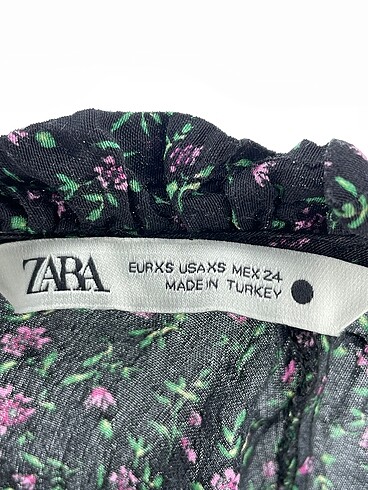 ZARA
EUR XS USA XS MEX 24
MADE IN TURKEY